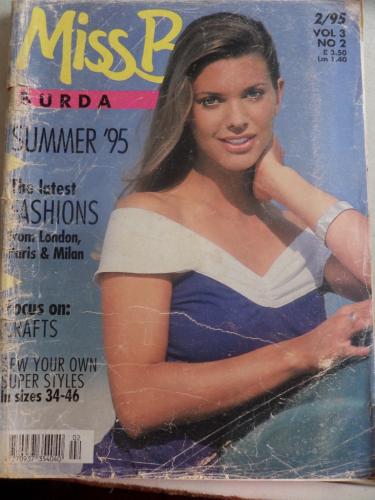 Miss B
BURDA
2/95
VOL 3
NO 2
£ 3.50
Lm 1.40
SUMMER '95
The latest
FASHIONS
from London,
Paris & Milan
Focus on:
CRAFTS
SEW YOUR OWN
SUPER STYLES
In sizes 34-46
02